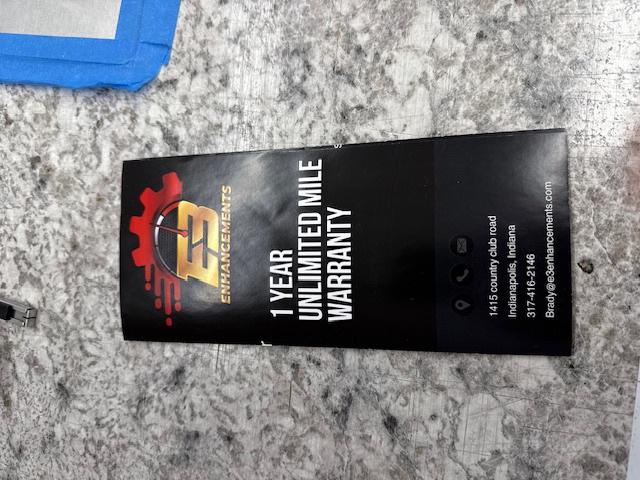 E3
ENHANCEMENTS
1 YEAR
UNLIMITED MILE
WARRANTY
1415 country club road
Indianapolis, Indiana
317-416-2146
Brady@e3enhancements.com